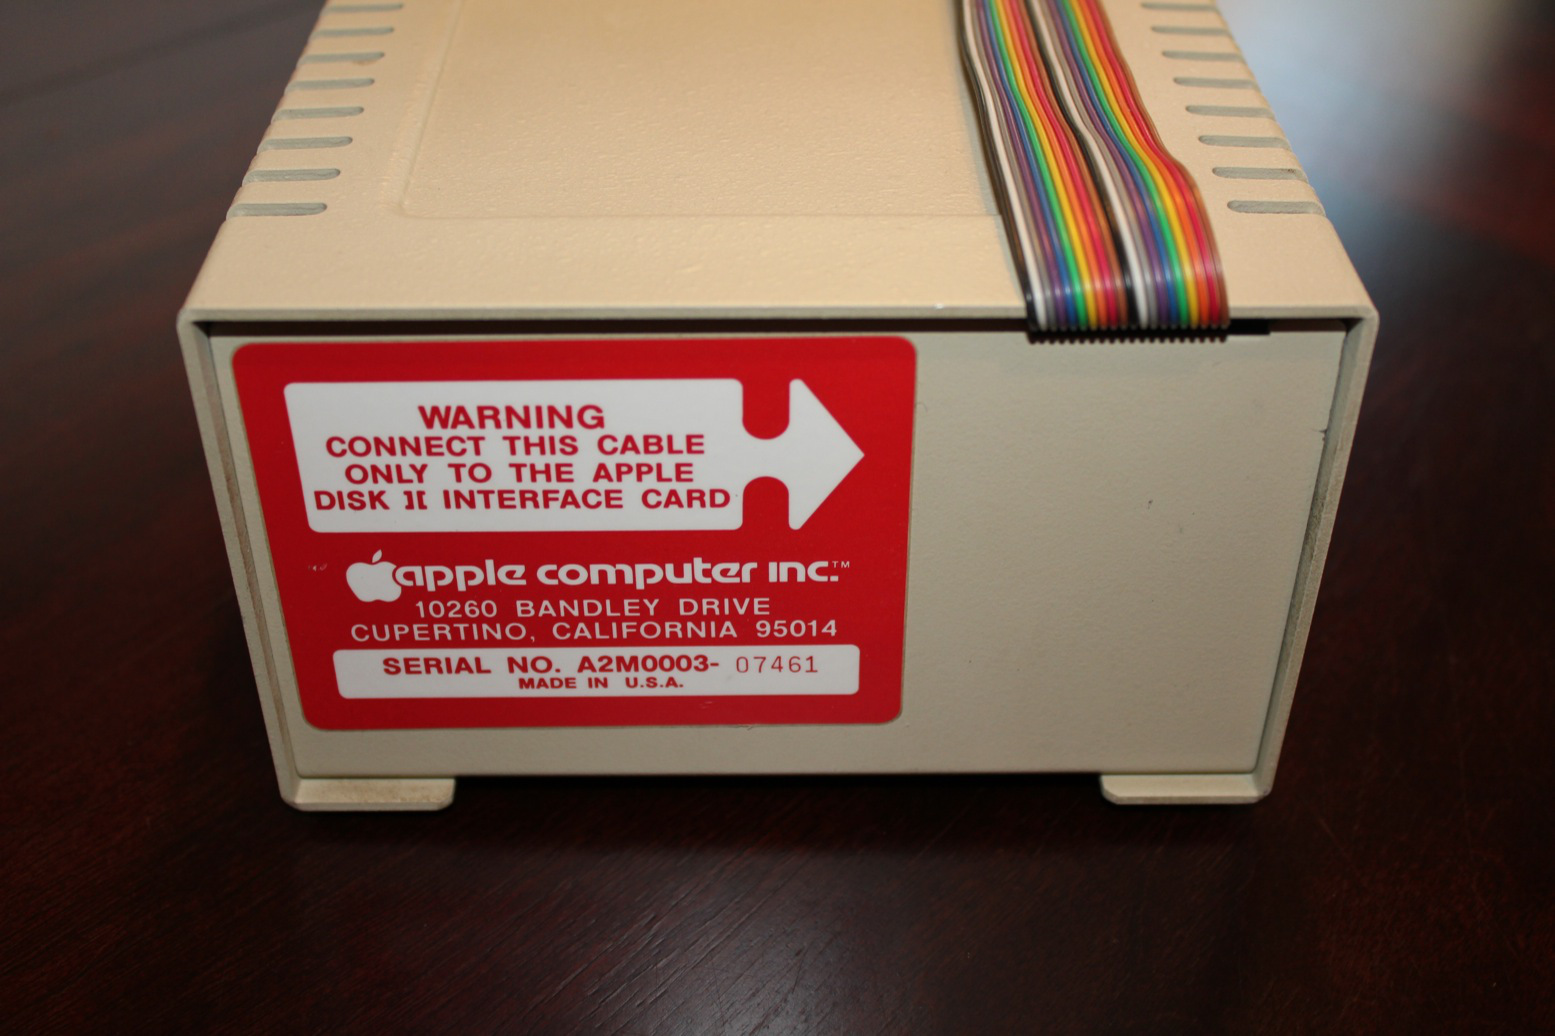 WARNING
CONNECT THIS CABLE
ONLY TO THE APPLE
DISK ][ INTERFACE CARD
apple computer inc.™
10260 BANDLEY DRIVE
CUPERTINO, CALIFORNIA 95014
SERIAL NO. A2M0003- 07461
MADE IN U.S.A.